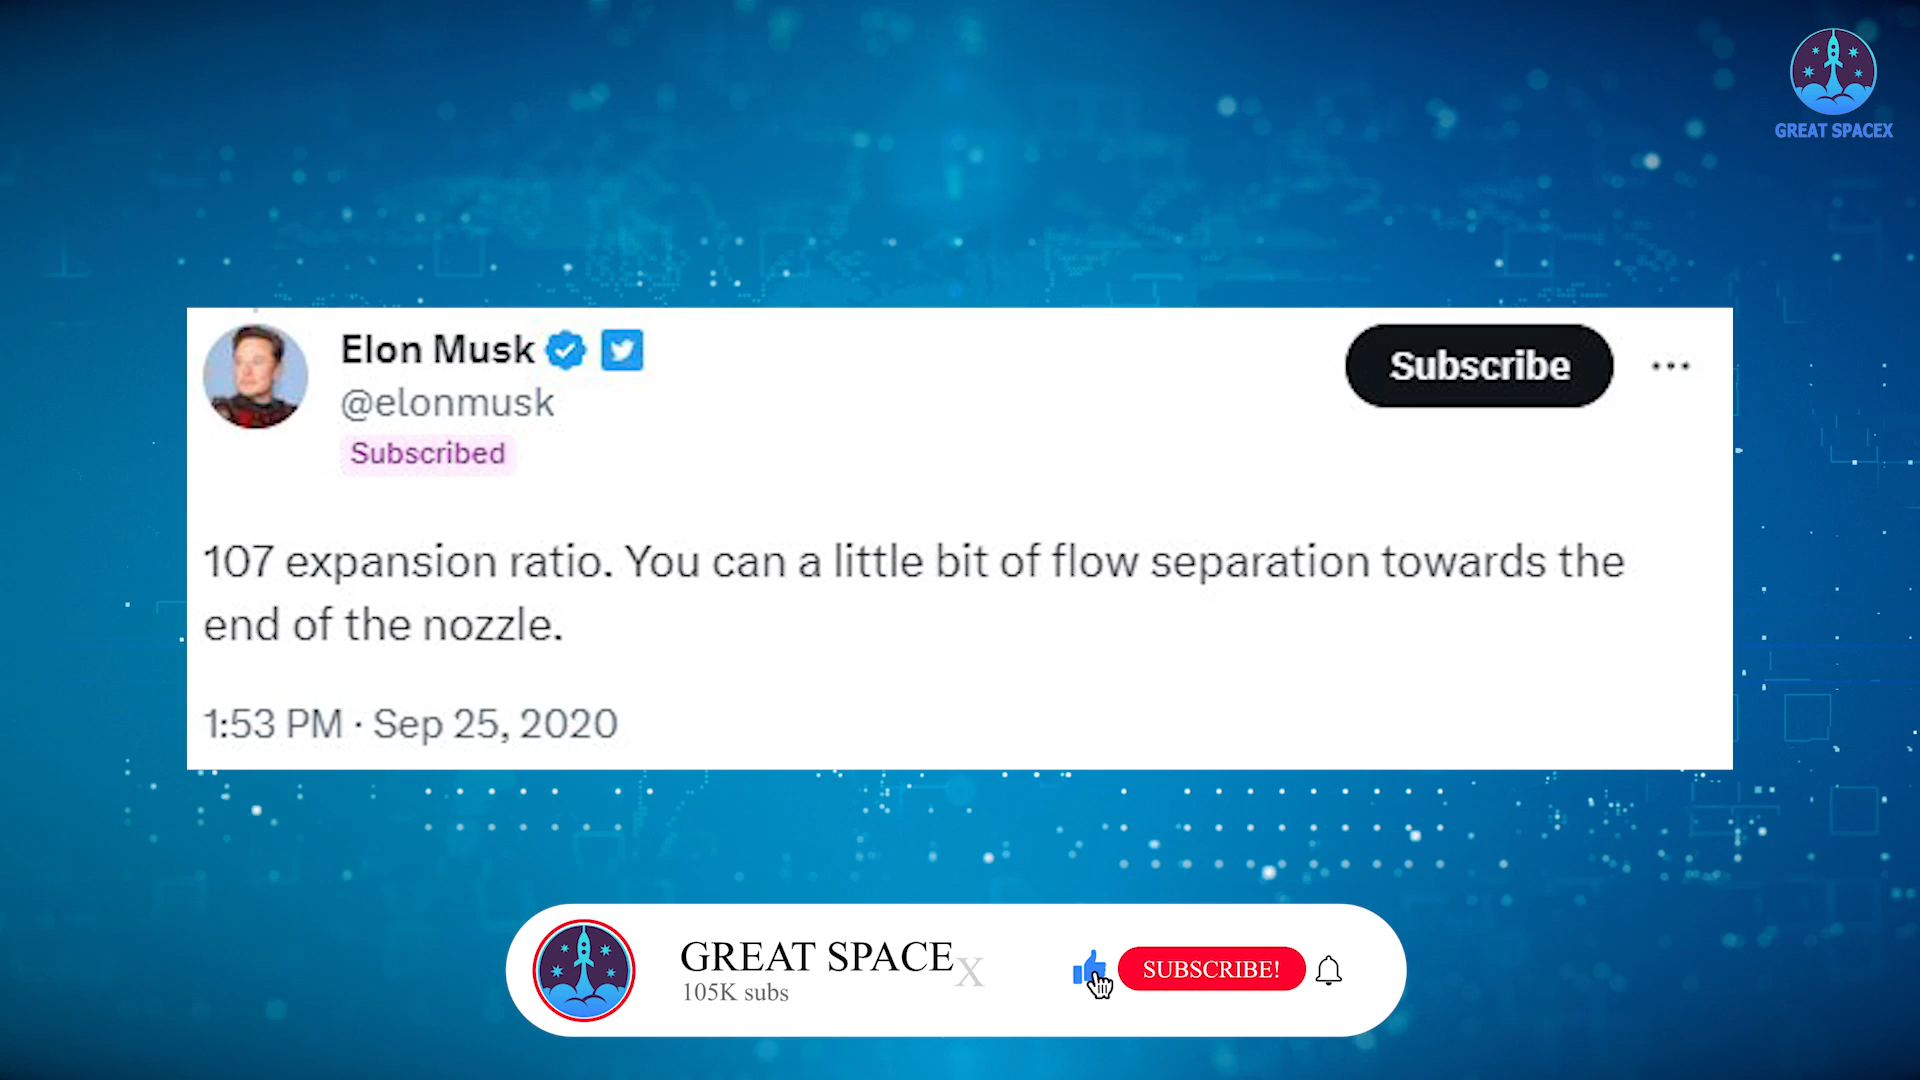 GREAT SPACEX
Elon Musk
@elonmusk
Subscribed
Subscribe
107 expansion ratio. You can a little bit of flow separation towards the
end of the nozzle.
1:53 PM · Sep 25, 2020
GREAT SPACEX
105K subs
SUBSCRIBE!